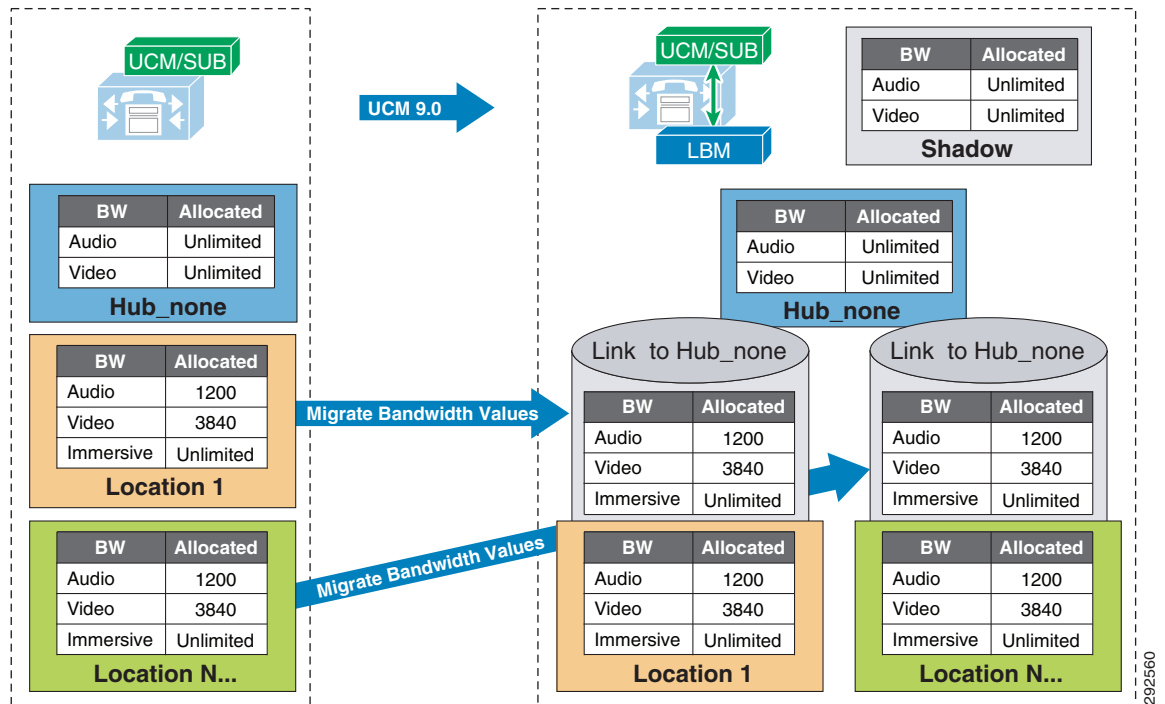 UCM/SUB
UCM 9.0
UCM/SUB
LBM
BW Allocated
Audio Unlimited
Video Unlimited
Shadow
BW Allocated
Audio Unlimited
Video Unlimited
Hub_none
BW Allocated
Audio Unlimited
Video Unlimited
Hub_none
BW Allocated
Audio 1200
Video 3840
Immersive Unlimited
Location 1
Migrate Bandwidth Values
Link to Hub_none
BW Allocated
Audio 1200
Video 3840
Immersive Unlimited
Link to Hub_none
BW Allocated
Audio 1200
Video 3840
Immersive Unlimited
BW Allocated
Audio 1200
Video 3840
Immersive Unlimited
Location N...
Migrate Bandwidth Values
BW Allocated
Audio 1200
Video 3840
Immersive Unlimited
Location 1
BW Allocated
Audio 1200
Video 3840
Immersive Unlimited
Location N...
292560